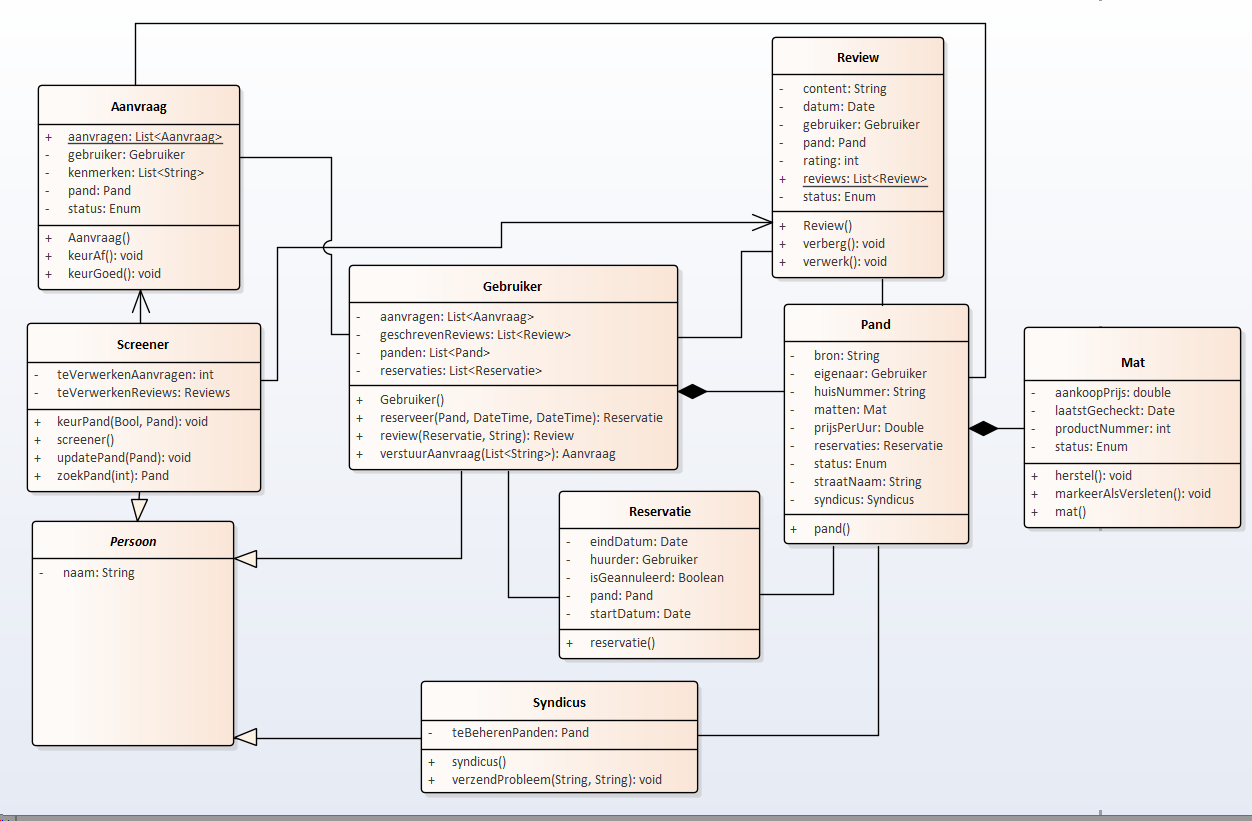 Aanvraag
+ aanvragen: List<Aanvraag>
- gebruiker: Gebruiker
- kenmerken: List<String>
- pand: Pand
- status: Enum
+ Aanvraag()
+ keurAf(): void
+ keurGoed(): void
Review
- content: String
- datum: Date
- gebruiker: Gebruiker
- pand: Pand
- rating: int
+ reviews: List<Review>
- status: Enum
+ Review()
+ verberg(): void
+ verwerk(): void
Screener
- teVerwerkenAanvragen: int
- teVerwerkenReviews: Reviews
+ keurPand(Bool, Pand): void
+ screener()
+ updatePand(Pand): void
+ zoekPand(int): Pand
Gebruiker
- aanvragen: List<Aanvraag>
- geschrevenReviews: List<Review>
- panden: List<Pand>
- reservaties: List<Reservatie>
+ Gebruiker()
+ reserveer(Pand, DateTime, DateTime): Reservatie
+ review(Reservatie, String): Review
+ verstuurAanvraag(List<String>): Aanvraag
Pand
- bron: String
- eigenaar: Gebruiker
- huisNummer: String
- matten: Mat
- prijsPerUur: Double
- reservaties: Reservatie
- status: Enum
- straatNaam: String
- syndicus: Syndicus
+ pand()
Mat
- aankoopPrijs: double
- laatstGecheckt: Date
- productNummer: int
- status: Enum
+ herstel(): void
+ markeerAlsVersleten(): void
+ mat()
Persoon
- naam: String
Reservatie
- eindDatum: Date
- huurder: Gebruiker
- isGeannuleerd: Boolean
- pand: Pand
- startDatum: Date
+ reservatie()
Syndicus
- teBeherenPanden: Pand
+ syndicus()
+ verzendProbleem(String, String): void